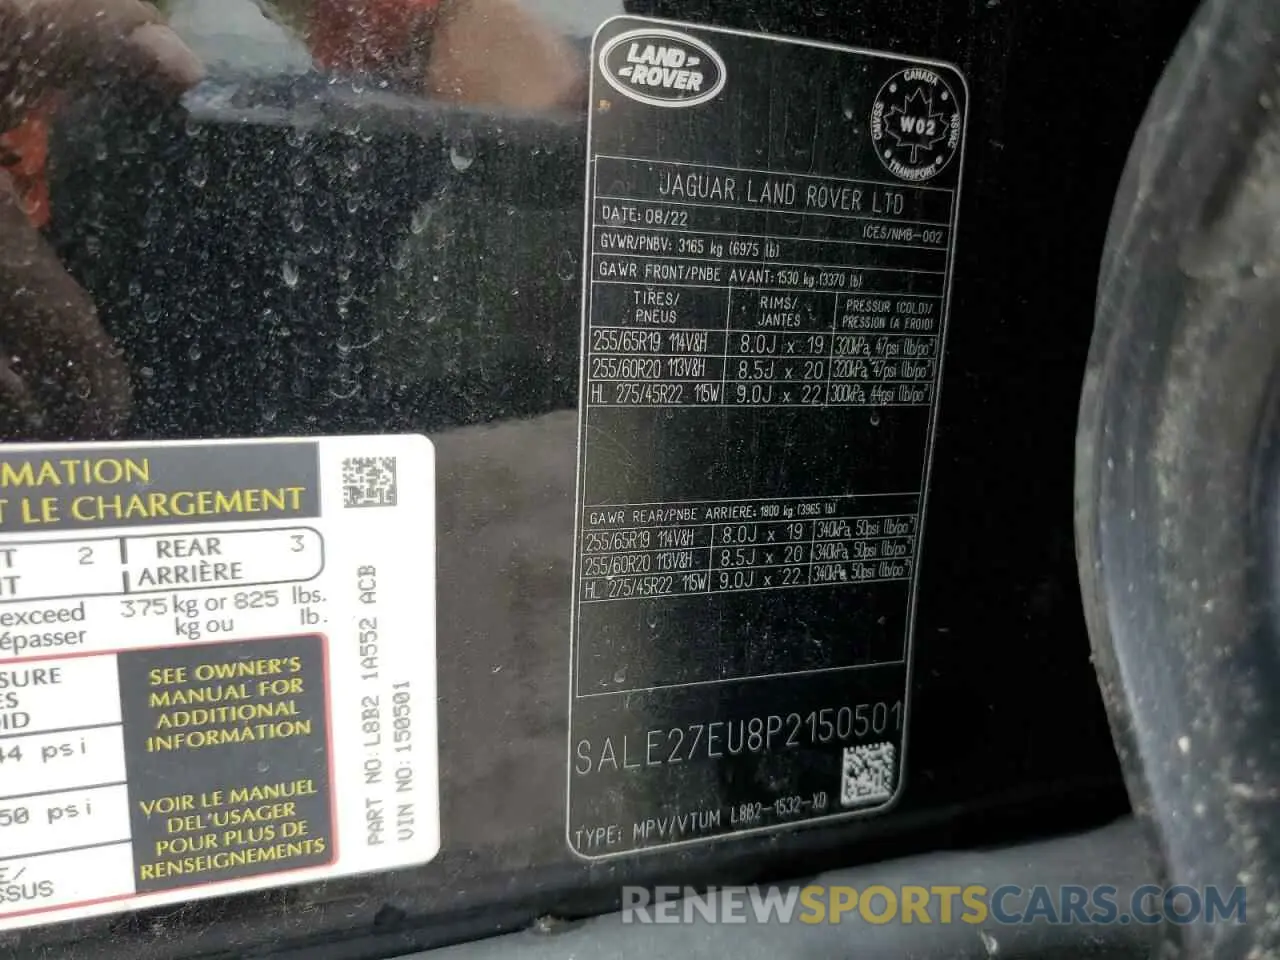 LAND
ROVER
CANADA
CMVSS
NSVAC
W02
TRANSPORT
JAGUAR LAND ROVER LTD
DATE: 08/22
ICES/NMB-002
GVWR/PNBV: 3165 kg (6975 lb)
GAWR FRONT/PNBE AVANT: 1530 kg (3370 lb)
TIRES/ RIMS/ PRESSUR (COLD)/
PNEUS JANTES PRESSION (A FROID)
255/65R19 114V&H 8.0J x 19 320kPa, 47psi (lb/po²)
255/60R20 113V&H 8.5J x 20 320kPa, 47psi (lb/po²)
HL 275/45R22 115W 9.0J x 22 300kPa, 44psi (lb/po²)
GAWR REAR/PNBE ARRIERE: 1800 kg (3965 lb)
255/65R19 114V&H 8.0J x 19 340kPa, 50psi (lb/po²)
255/60R20 113V&H 8.5J x 20 340kPa, 50psi (lb/po²)
HL 275/45R22 115W 9.0J x 22 340kPa, 50psi (lb/po²)
SALE27EU8P2150501
TYPE: MPV/VTUM L8B2-1532-XD
MATION
T LE CHARGEMENT
T 2 REAR 3
NT ARRIÈRE
exceed 375 kg or 825 lbs.
épasser kg ou lb.
SURE
ES
OID
44 psi
50 psi
E/
SSUS
SEE OWNER'S
MANUAL FOR
ADDITIONAL
INFORMATION
VOIR LE MANUEL
DEL'USAGER
POUR PLUS DE
RENSEIGNEMENTS
PART NO: L8B2 1A552 ACB
VIN NO: 150501
RENEWSPORTSCARS.COM